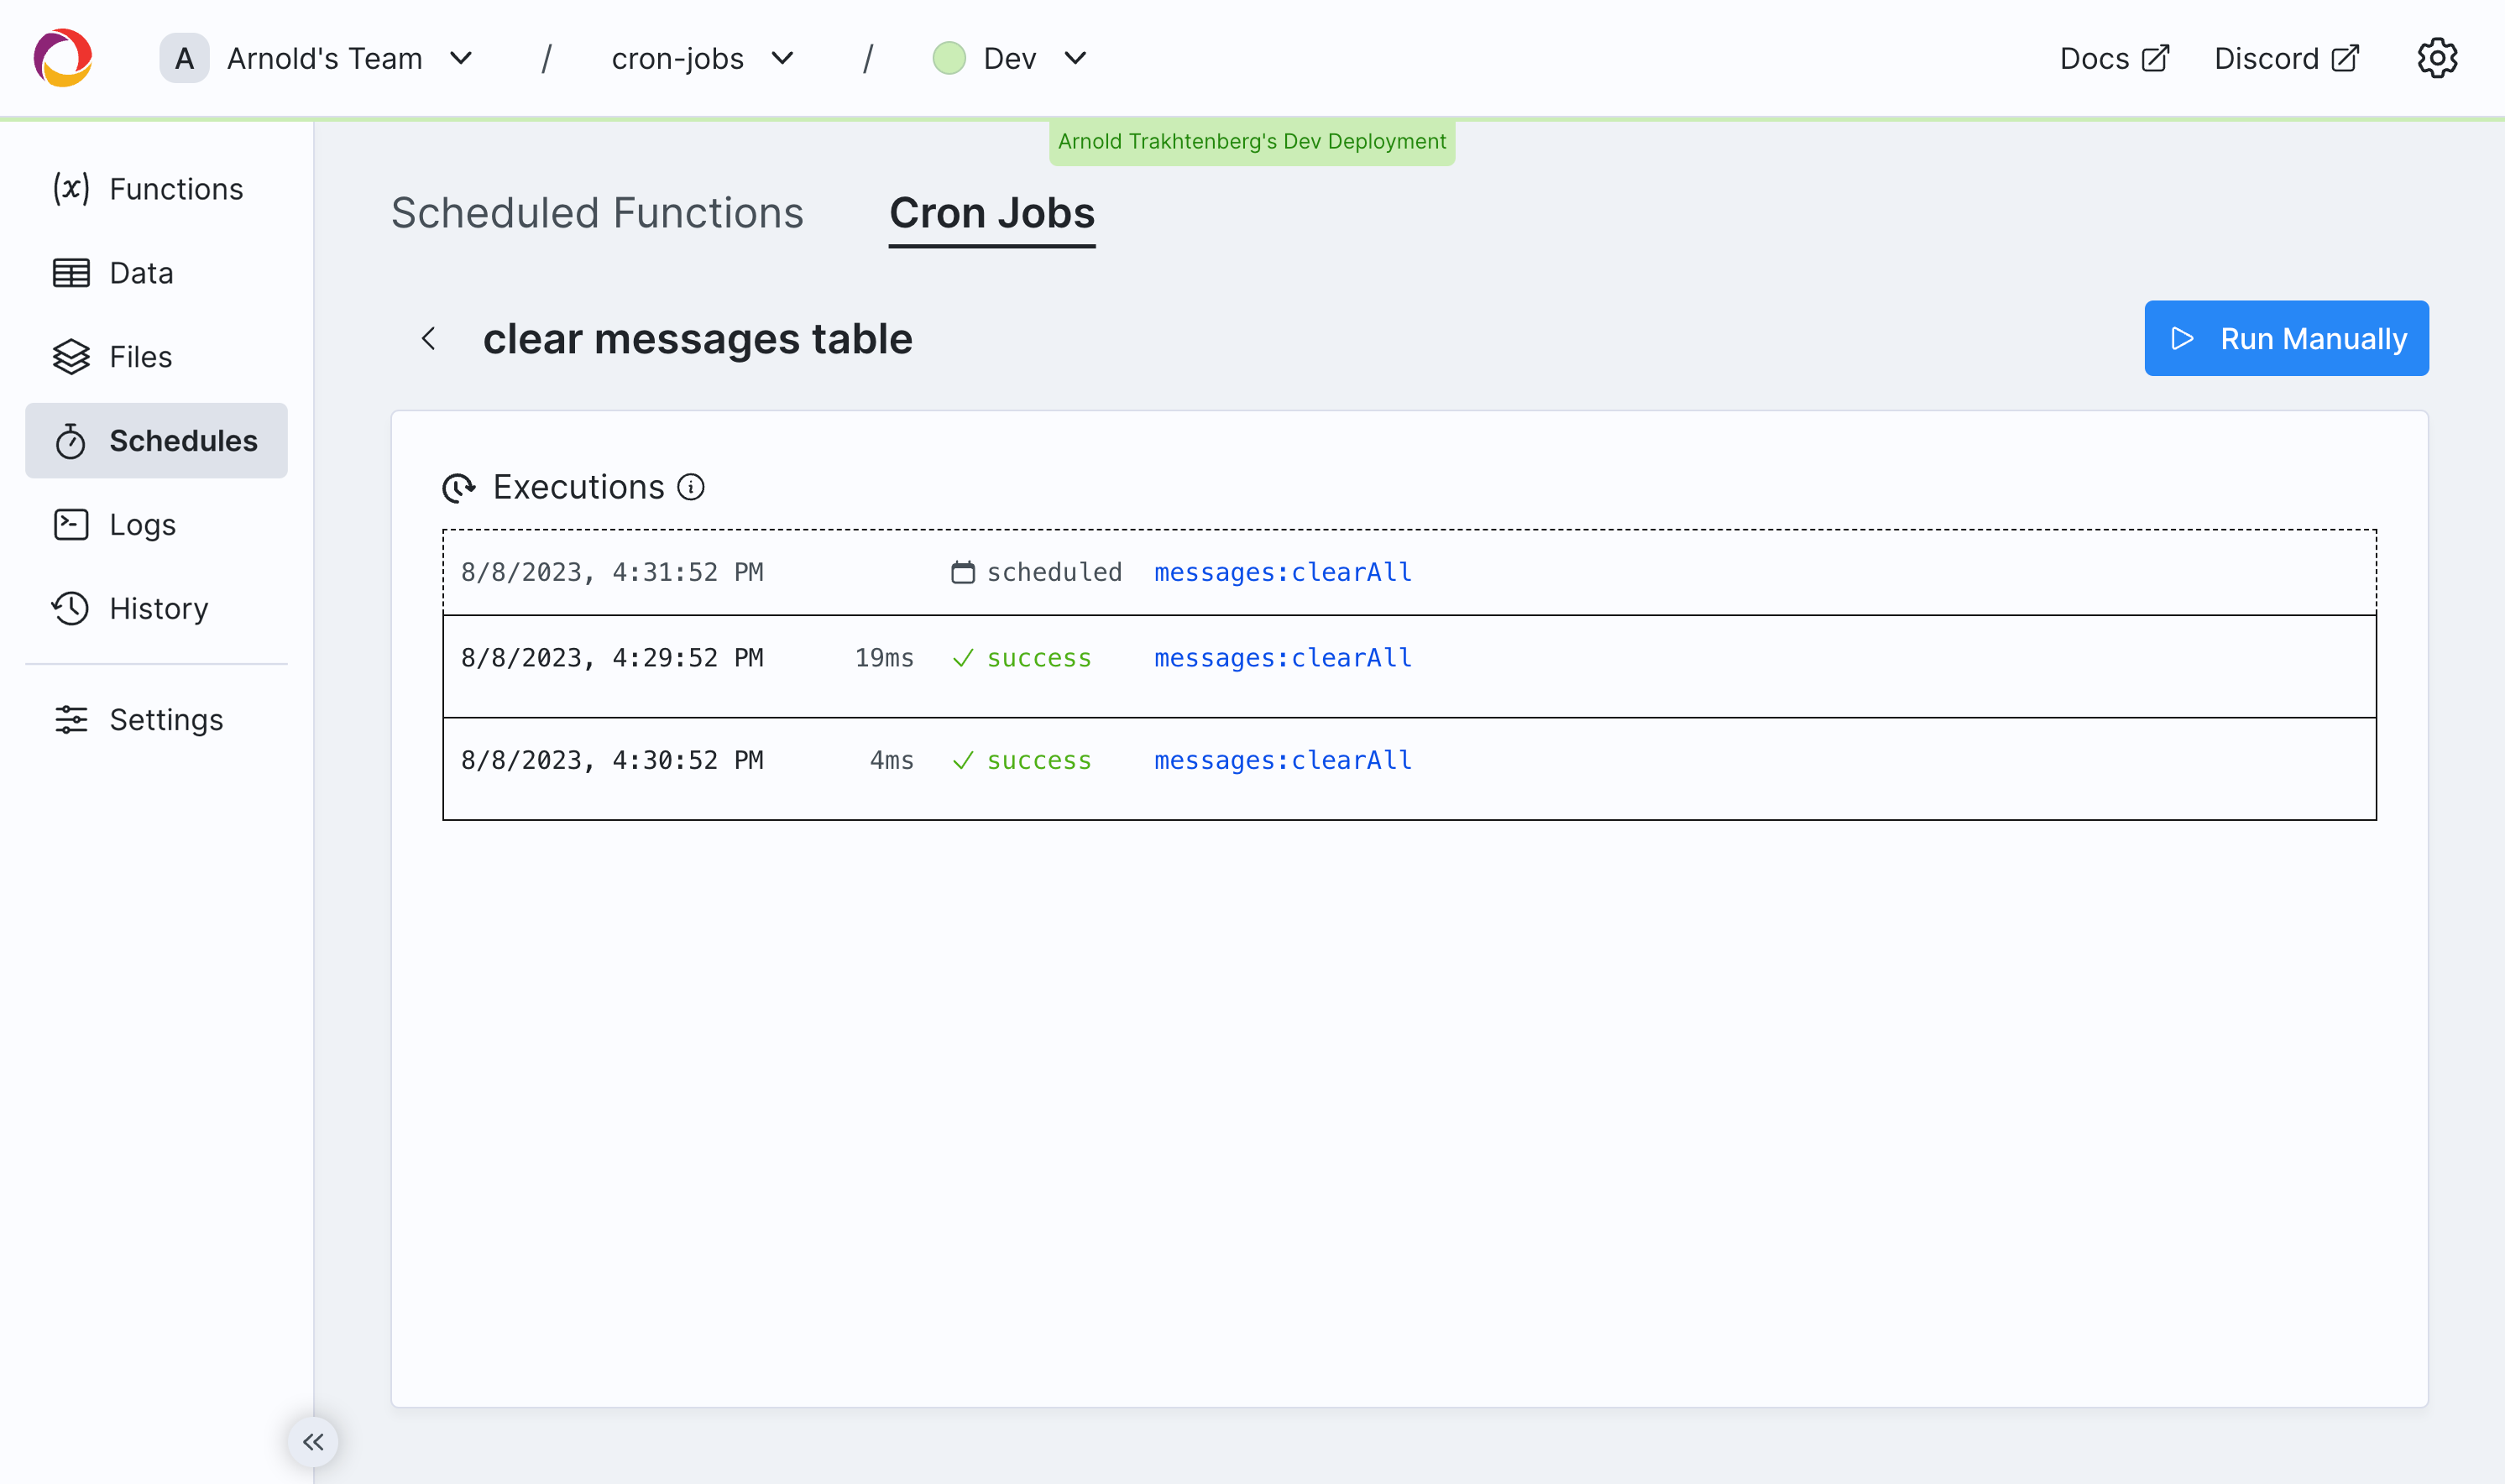 A Arnold's Team / cron-jobs / Dev Docs Discord
Arnold Trakhtenberg's Dev Deployment
Functions
Data
Files
Schedules
Logs
History
Settings
Scheduled Functions Cron Jobs
clear messages table Run Manually
Executions
8/8/2023, 4:31:52 PM scheduled messages:clearAll
8/8/2023, 4:29:52 PM 19ms success messages:clearAll
8/8/2023, 4:30:52 PM 4ms success messages:clearAll